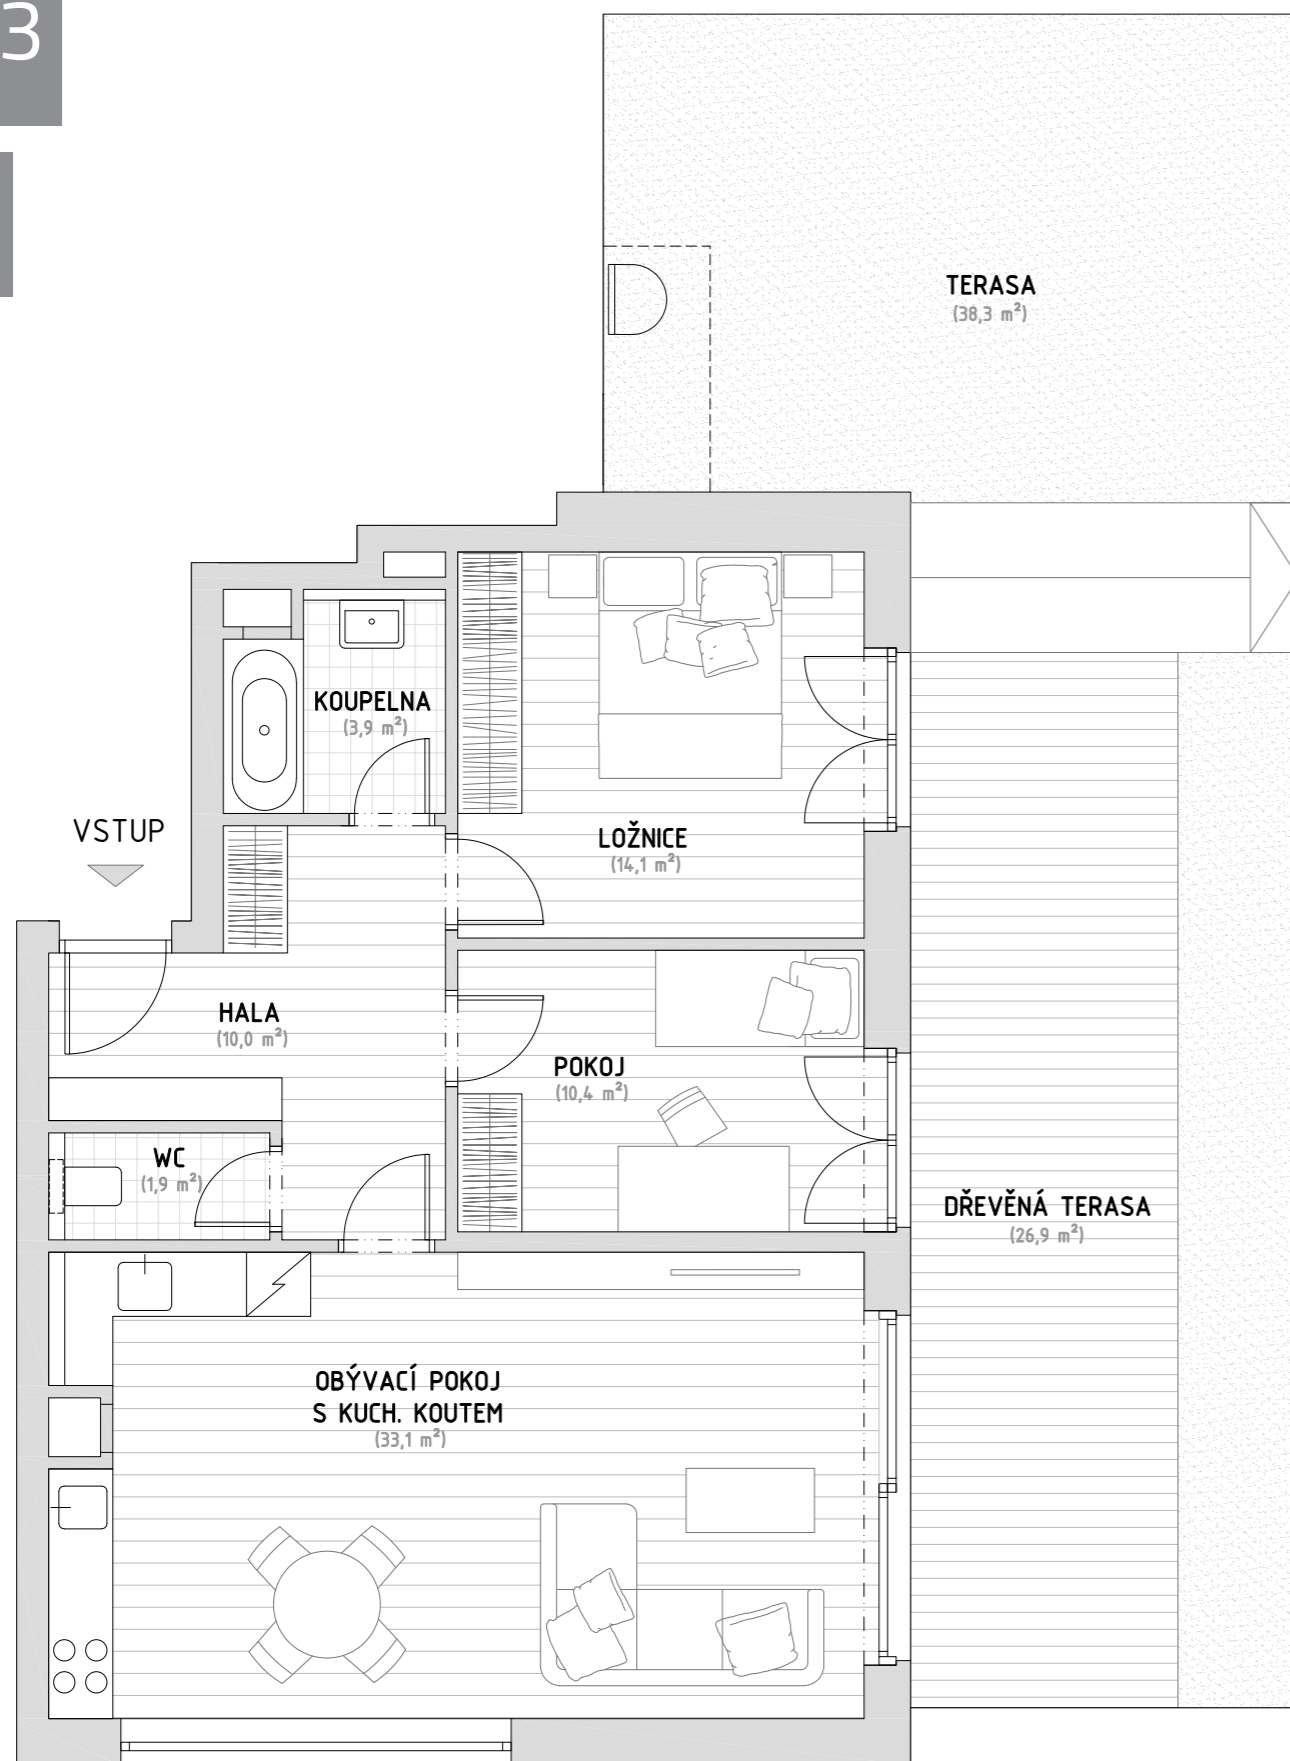 3
TERASA
(38,3 m²)
KOUPELNA
(3,9 m²)
VSTUP
LOŽNICE
(14,1 m²)
HALA
(10,0 m²)
POKOJ
(10,4 m²)
WC
(1,9 m²)
DŘEVĚNÁ TERASA
(26,9 m²)
OBÝVACÍ POKOJ
S KUCH. KOUTEM
(33,1 m²)